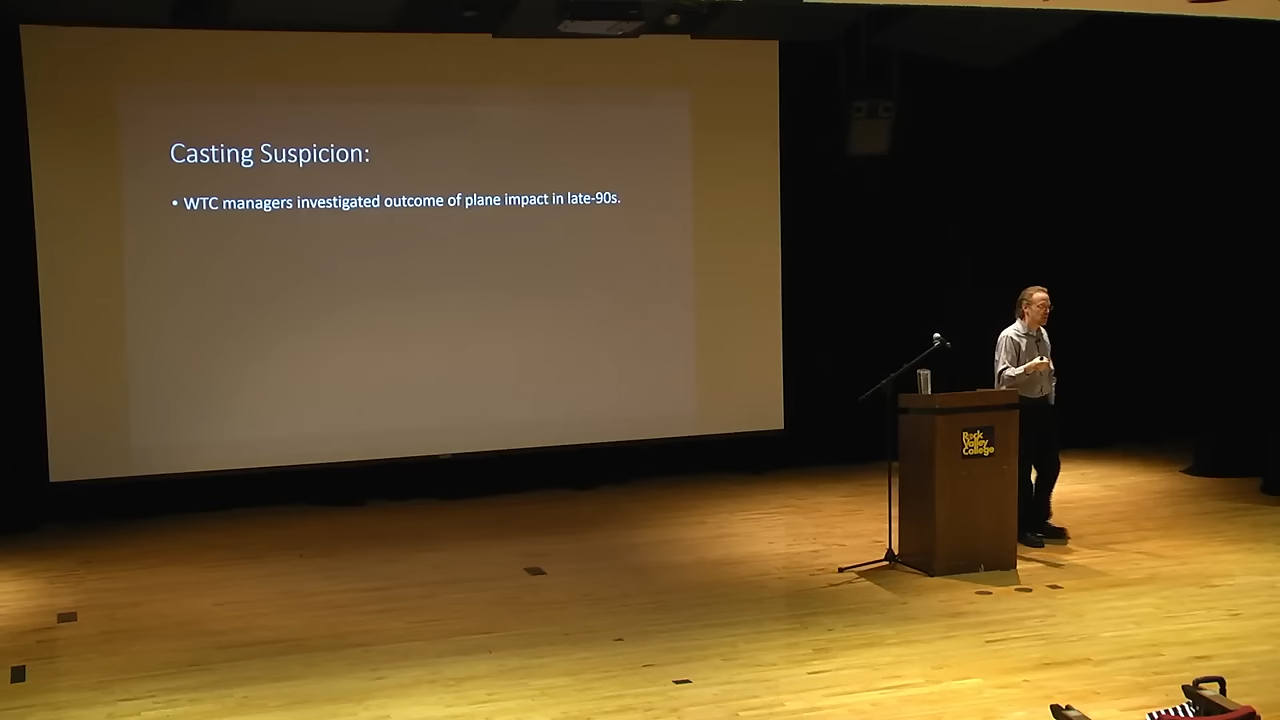 Casting Suspicion:
• WTC managers investigated outcome of plane impact in late-90s.
Rock
Valley
College